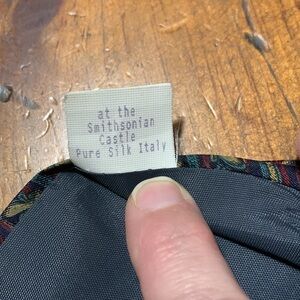 at the
Smithsonian
Castle
Pure Silk Italy